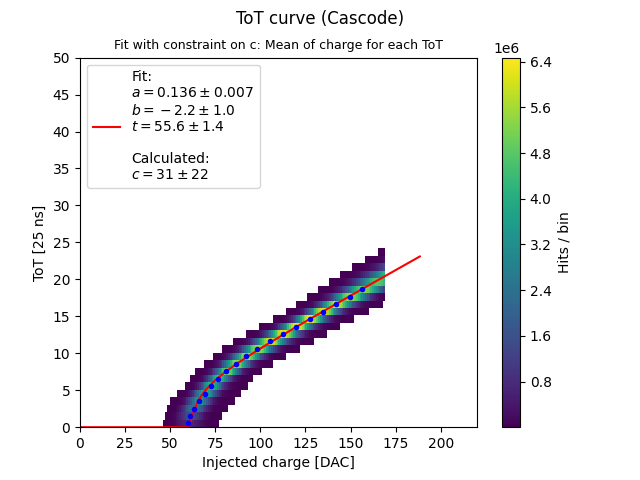 ToT curve (Cascode)
Fit with constraint on c: Mean of charge for each ToT
1e6
Fit:
a = 0.136 ± 0.007
b = −2.2 ± 1.0
t = 55.6 ± 1.4
Calculated:
c = 31 ± 22
50
45
40
35
30
25
20
15
10
5
0
ToT [25 ns]
0 25 50 75 100 125 150 175 200
Injected charge [DAC]
6.4
5.6
4.8
4.0
3.2
2.4
1.6
0.8
Hits / bin